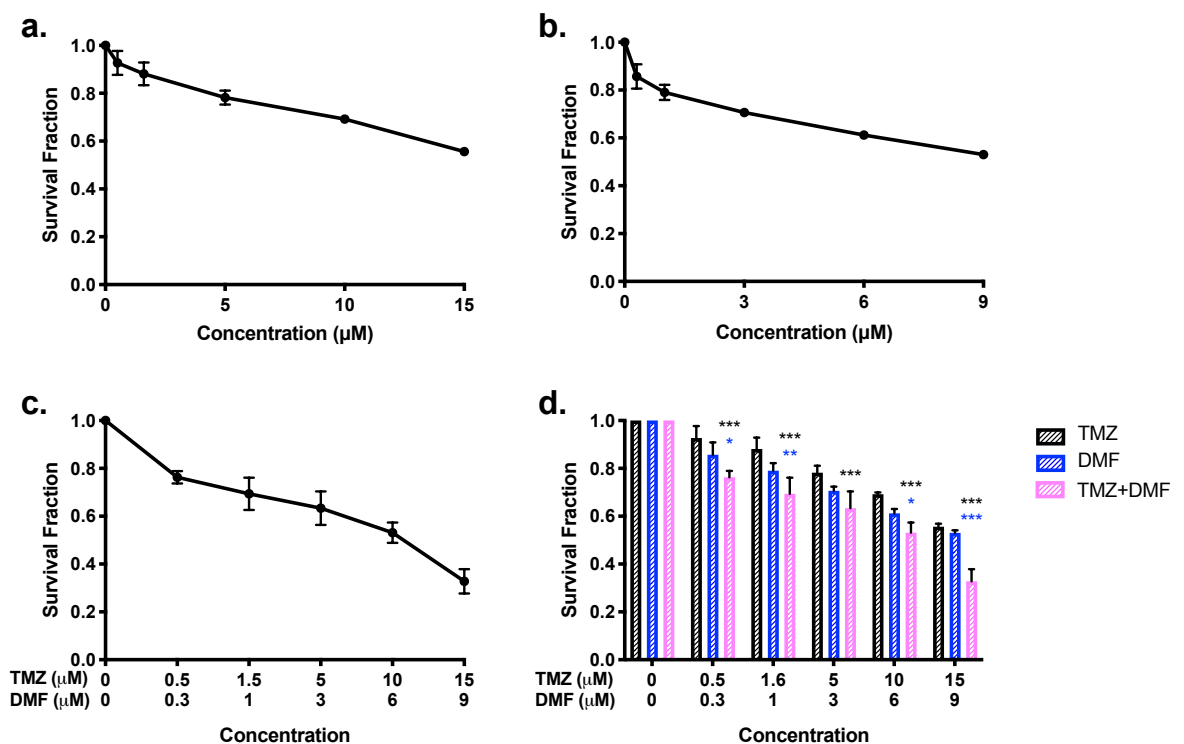 a.
Survival Fraction
1.0
0.8
0.6
0.4
0.2
0.0
0 5 10 15
Concentration (µM)
b.
Survival Fraction
1.0
0.8
0.6
0.4
0.2
0.0
0 3 6 9
Concentration (µM)
c.
Survival Fraction
1.0
0.8
0.6
0.4
0.2
0.0
TMZ (µM) 0 0.5 1.5 5 10 15
DMF (µM) 0 0.3 1 3 6 9
Concentration
d.
Survival Fraction
1.0
0.8
0.6
0.4
0.2
0.0
*** *** *** *** ***
* ** * ***
TMZ (µM) 0 0.5 1.6 5 10 15
DMF (µM) 0 0.3 1 3 6 9
Concentration
TMZ
DMF
TMZ+DMF